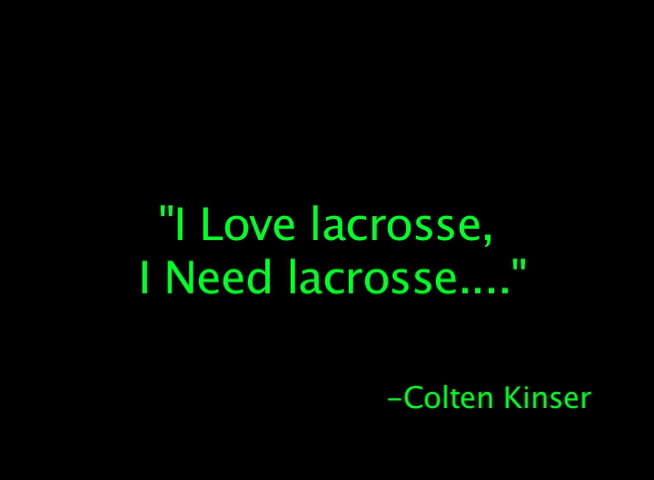 "I Love lacrosse,
I Need lacrosse...."
-Colten Kinser